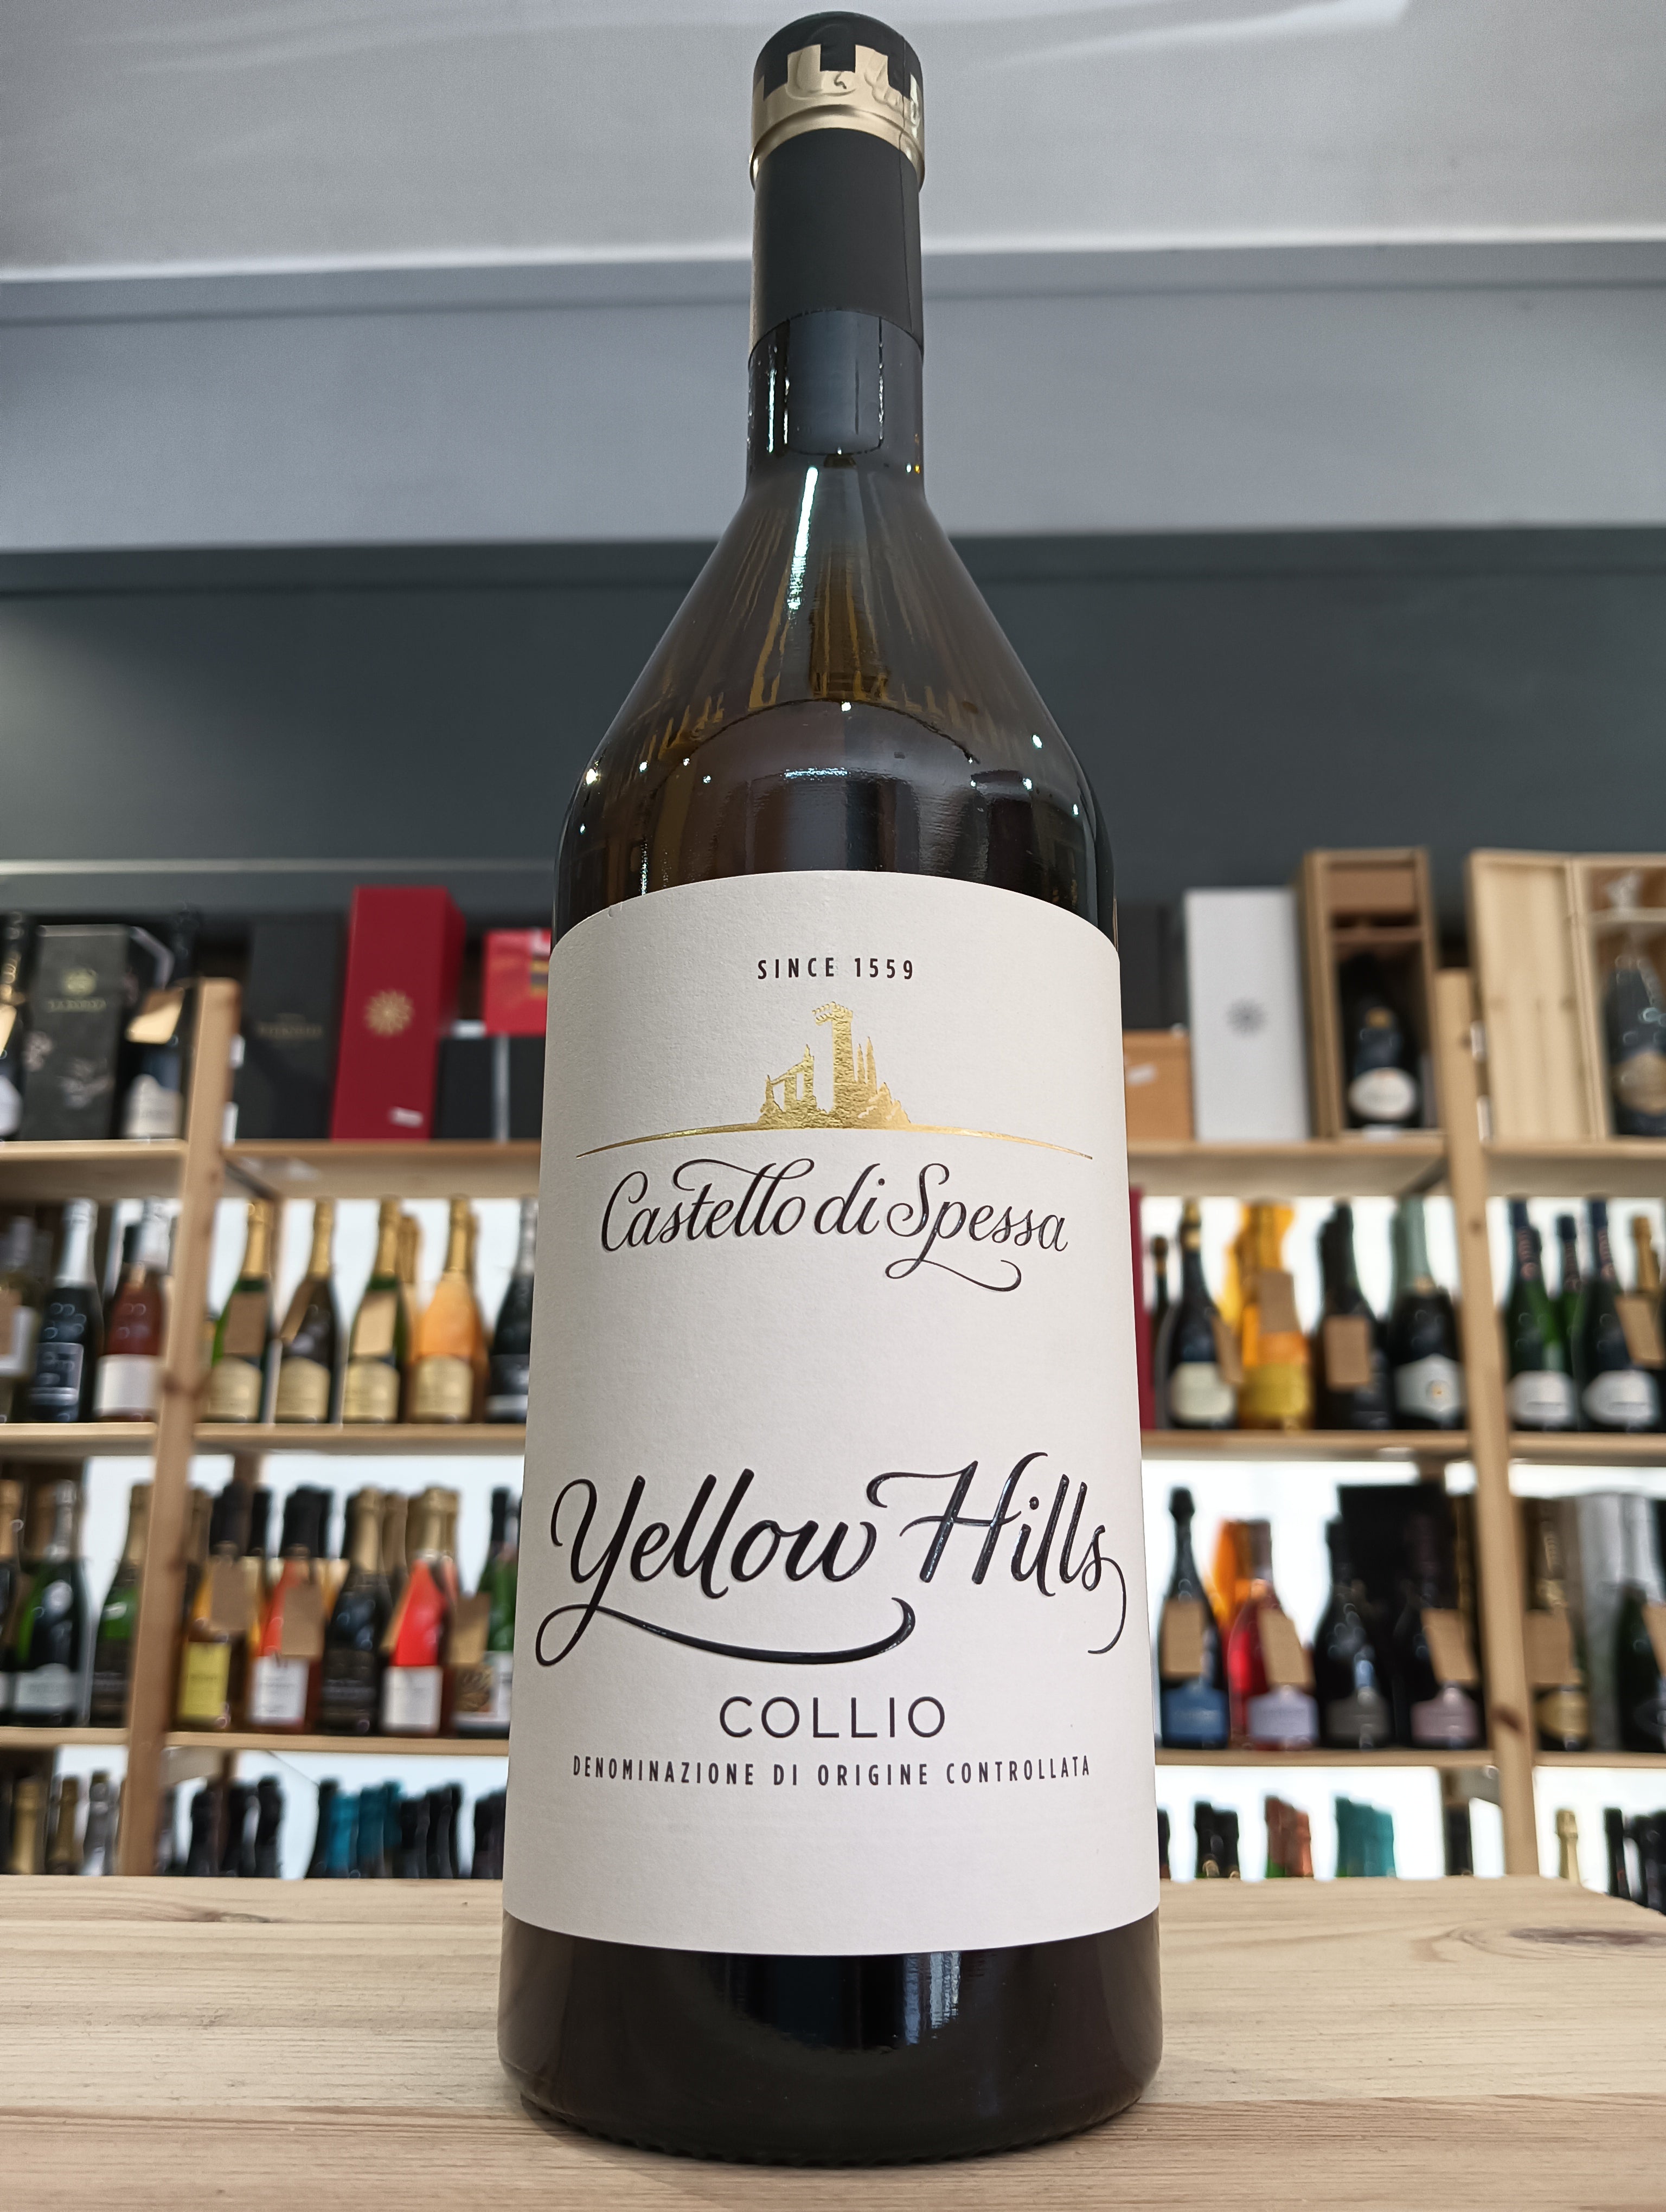 SINCE 1559
Castello di Spessa
Yellow Hills
COLLIO
DENOMINAZIONE DI ORIGINE CONTROLLATA